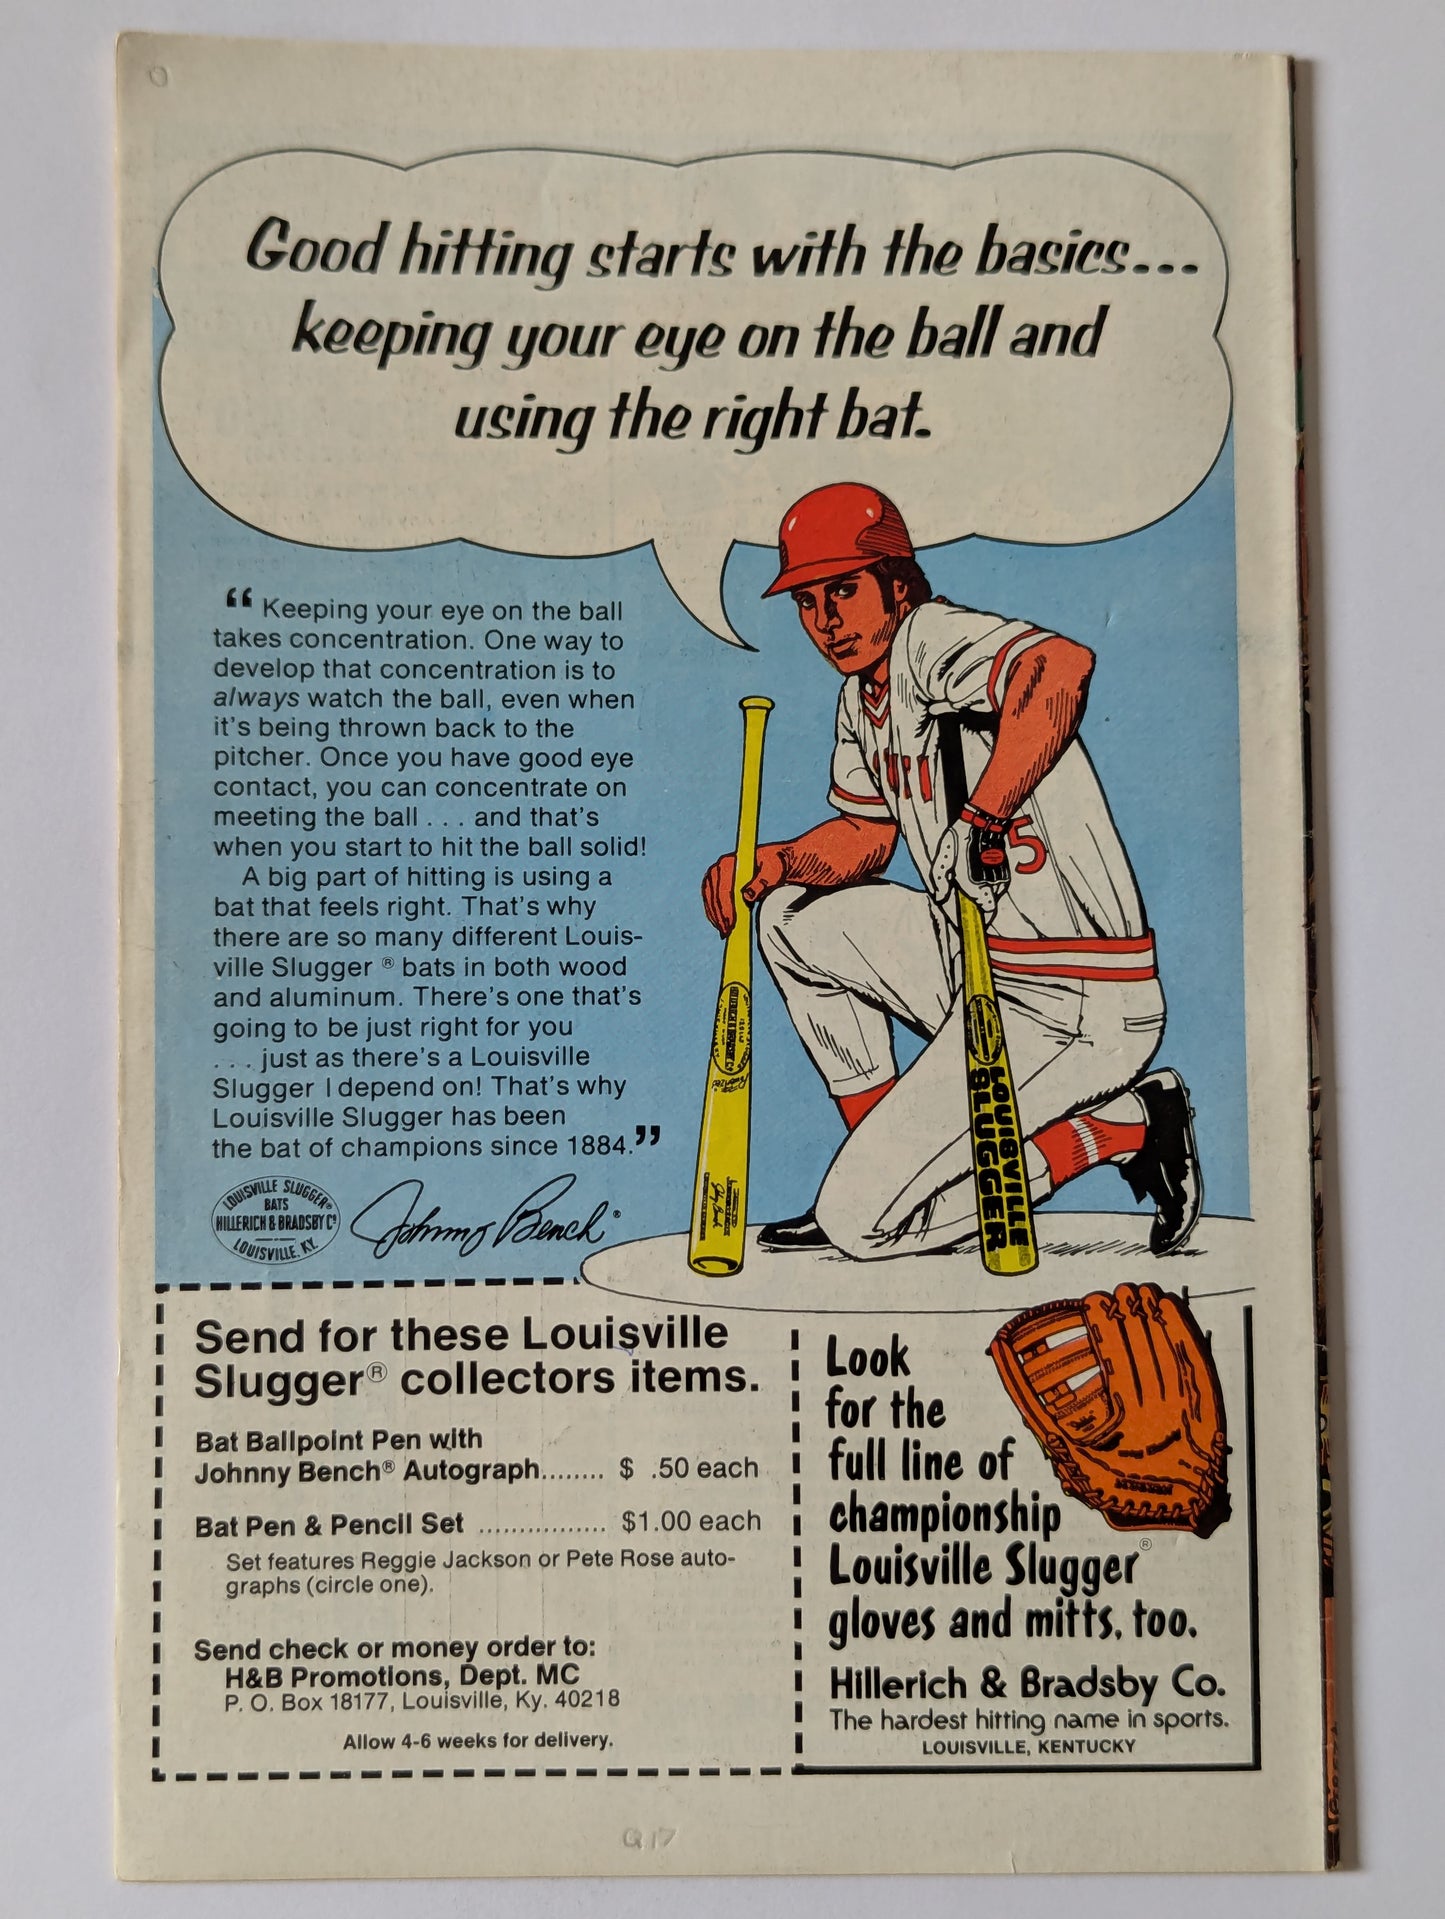 Good hitting starts with the basics...
keeping your eye on the ball and
using the right bat.
“Keeping your eye on the ball
takes concentration. One way to
develop that concentration is to
always watch the ball, even when
it's being thrown back to the
pitcher. Once you have good eye
contact, you can concentrate on
meeting the ball . . . and that's
when you start to hit the ball solid!
A big part of hitting is using a
bat that feels right. That's why
there are so many different Louis-
ville Slugger ® bats in both wood
and aluminum. There's one that's
going to be just right for you
. . . just as there's a Louisville
Slugger I depend on! That's why
Louisville Slugger has been
the bat of champions since 1884.”
LOUISVILLE SLUGGER®
BATS
HILLERICH & BRADSBY Cº
LOUISVILLE. KY.
Johnny Bench®
5
LOUISVILLE
SLUGGER
Send for these Louisville
Slugger® collectors items.
Bat Ballpoint Pen with
Johnny Bench® Autograph........ $ .50 each
Bat Pen & Pencil Set ................ $1.00 each
Set features Reggie Jackson or Pete Rose auto-
graphs (circle one).
Send check or money order to:
H&B Promotions, Dept. MC
P. O. Box 18177, Louisville, Ky. 40218
Allow 4-6 weeks for delivery.
Look
for the
full line of
championship
Louisville Slugger®
gloves and mitts, too.
Hillerich & Bradsby Co.
The hardest hitting name in sports.
LOUISVILLE, KENTUCKY
Q17